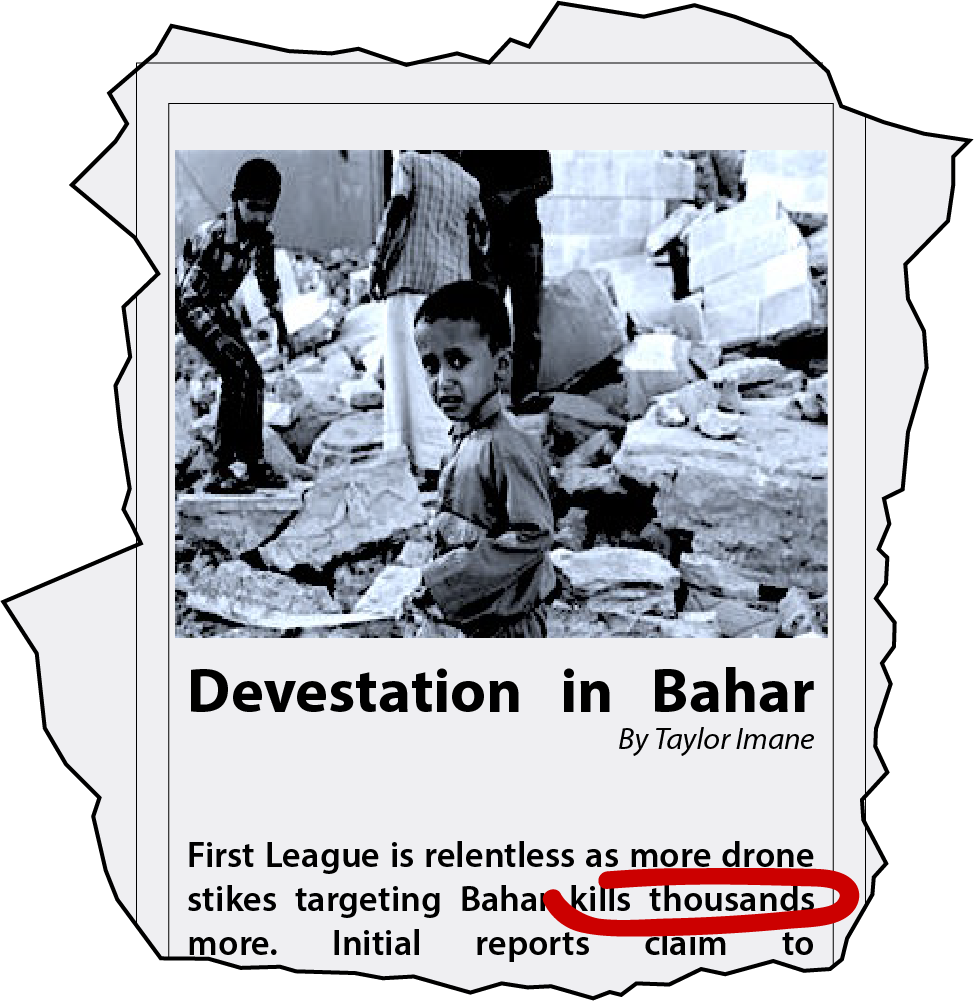 Devestation in Bahar
By Taylor Imane
First League is relentless as more drone
stikes targeting Bahar kills thousands
more. Initial reports claim to